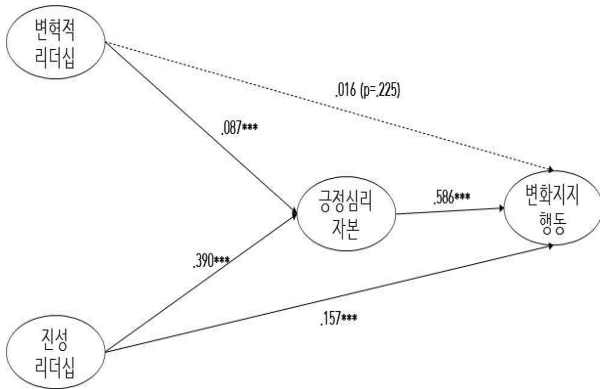 변혁적
리더십
.016 (p=.225)
.087***
긍정심리
자본
.586***
변화지지
행동
.390***
.157***
진성
리더십